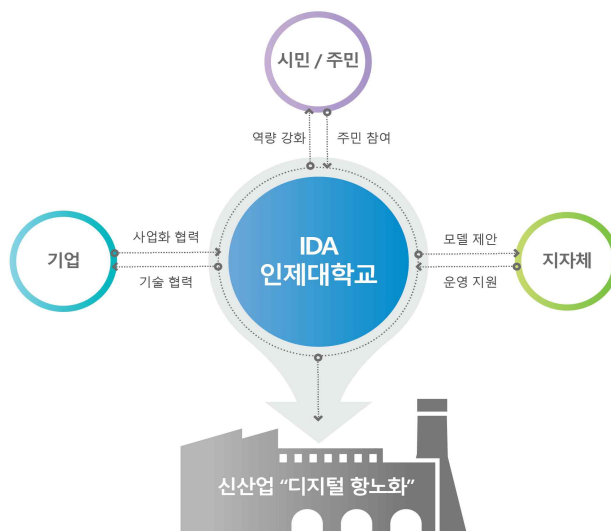 시민 / 주민
역량 강화
주민 참여
기업
사업화 협력
기술 협력
IDA
인제대학교
모델 제안
운영 지원
지자체
신산업 “디지털 항노화”